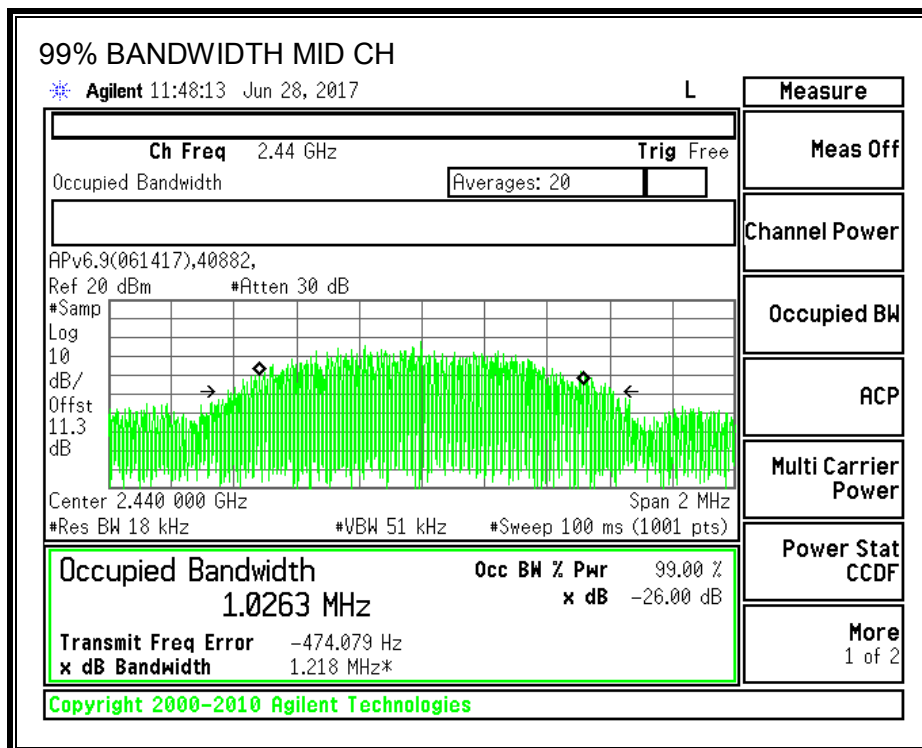 99% BANDWIDTH MID CH
Agilent 11:48:13 Jun 28, 2017 L
Measure
Ch Freq 2.44 GHz Trig Free
Meas Off
Occupied Bandwidth Averages: 20
Channel Power
APv6.9(061417),40882,
Ref 20 dBm #Atten 30 dB
#Samp
Log
10
dB/
Offst
11.3
dB
Occupied BW
ACP
Multi Carrier
Power
Center 2.440 000 GHz Span 2 MHz
#Res BW 18 kHz #VBW 51 kHz #Sweep 100 ms (1001 pts)
Power Stat
CCDF
Occupied Bandwidth Occ BW % Pwr 99.00 %
1.0263 MHz x dB -26.00 dB
Transmit Freq Error -474.079 Hz
x dB Bandwidth 1.218 MHz*
More
1 of 2
Copyright 2000-2010 Agilent Technologies